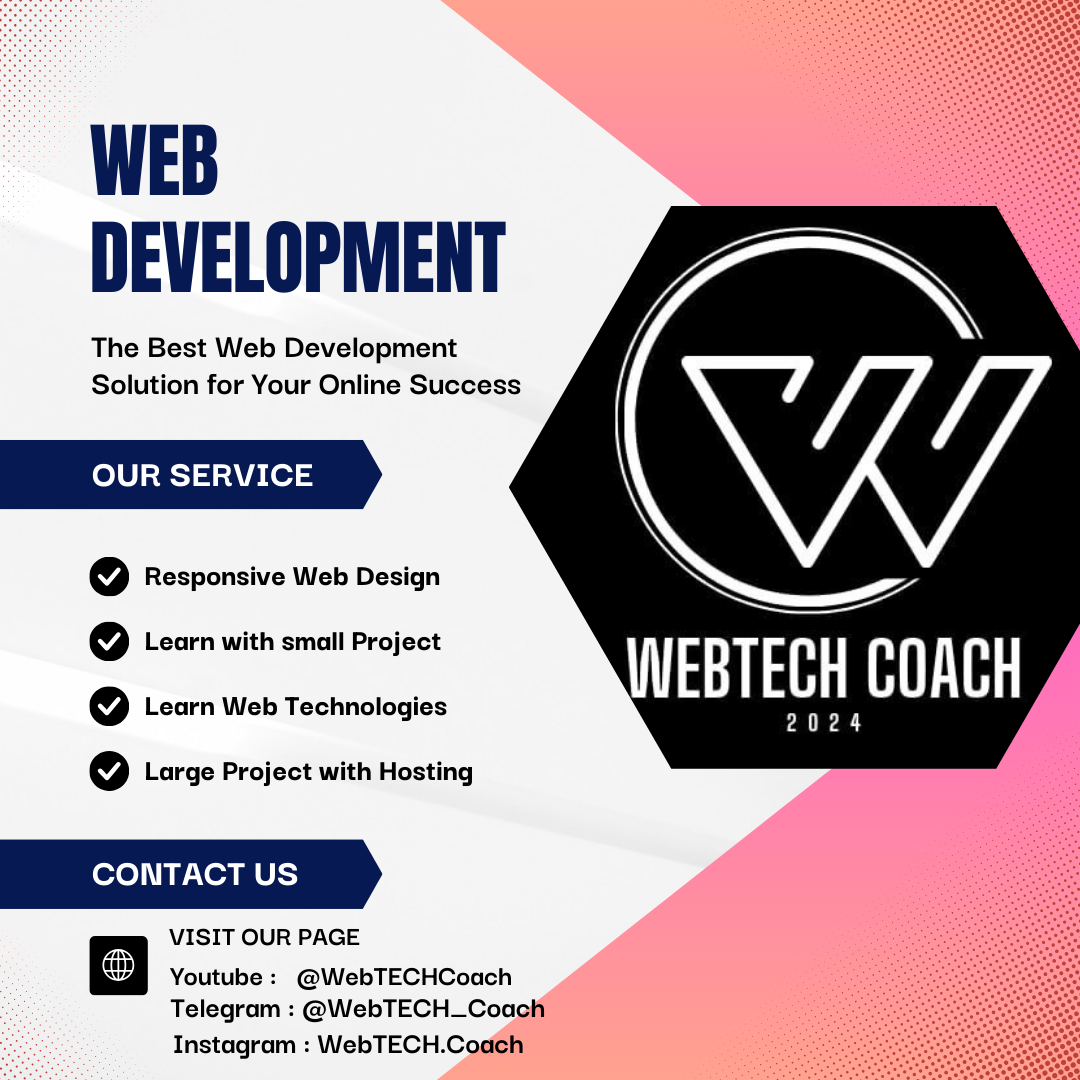 WEB
DEVELOPMENT
The Best Web Development
Solution for Your Online Success
OUR SERVICE
Responsive Web Design
Learn with small Project
Learn Web Technologies
Large Project with Hosting
WEBTECH COACH
2024
CONTACT US
VISIT OUR PAGE
Youtube : @WebTECHCoach
Telegram : @WebTECH_Coach
Instagram : WebTECH.Coach